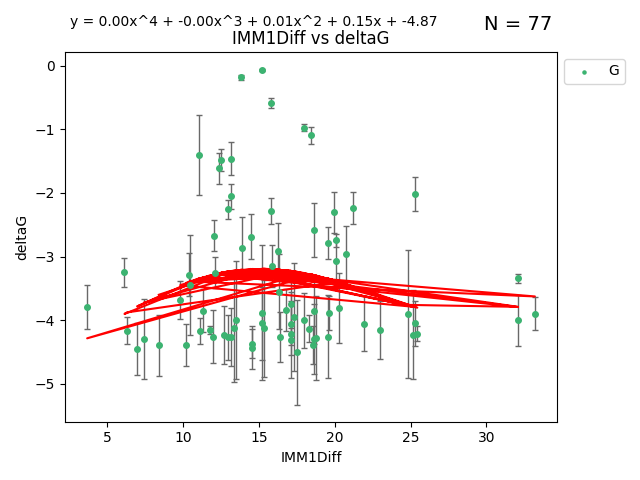 y = 0.00x^4 + -0.00x^3 + 0.01x^2 + 0.15x + -4.87
N = 77
IMM1Diff vs deltaG
G
0
−1
−2
−3
−4
−5
deltaG
5 10 15 20 25 30
IMM1Diff